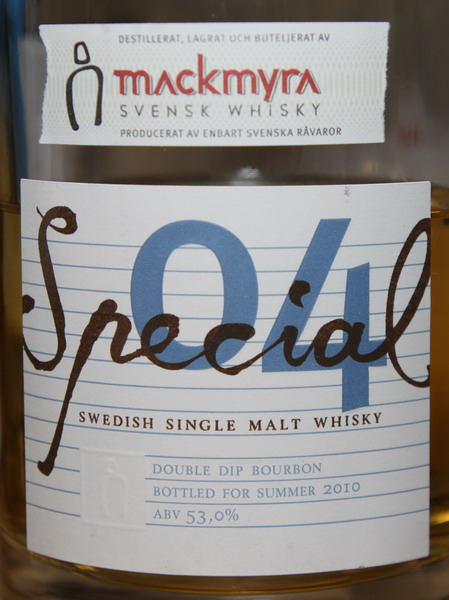 DESTILLERAT, LAGRAT OCH BUTELJERAT AV
mackmyra
SVENSK WHISKY
PRODUCERAT AV ENBART SVENSKA RÅVAROR
04
Special
SWEDISH SINGLE MALT WHISKY
DOUBLE DIP BOURBON
BOTTLED FOR SUMMER 2010
ABV 53,0%